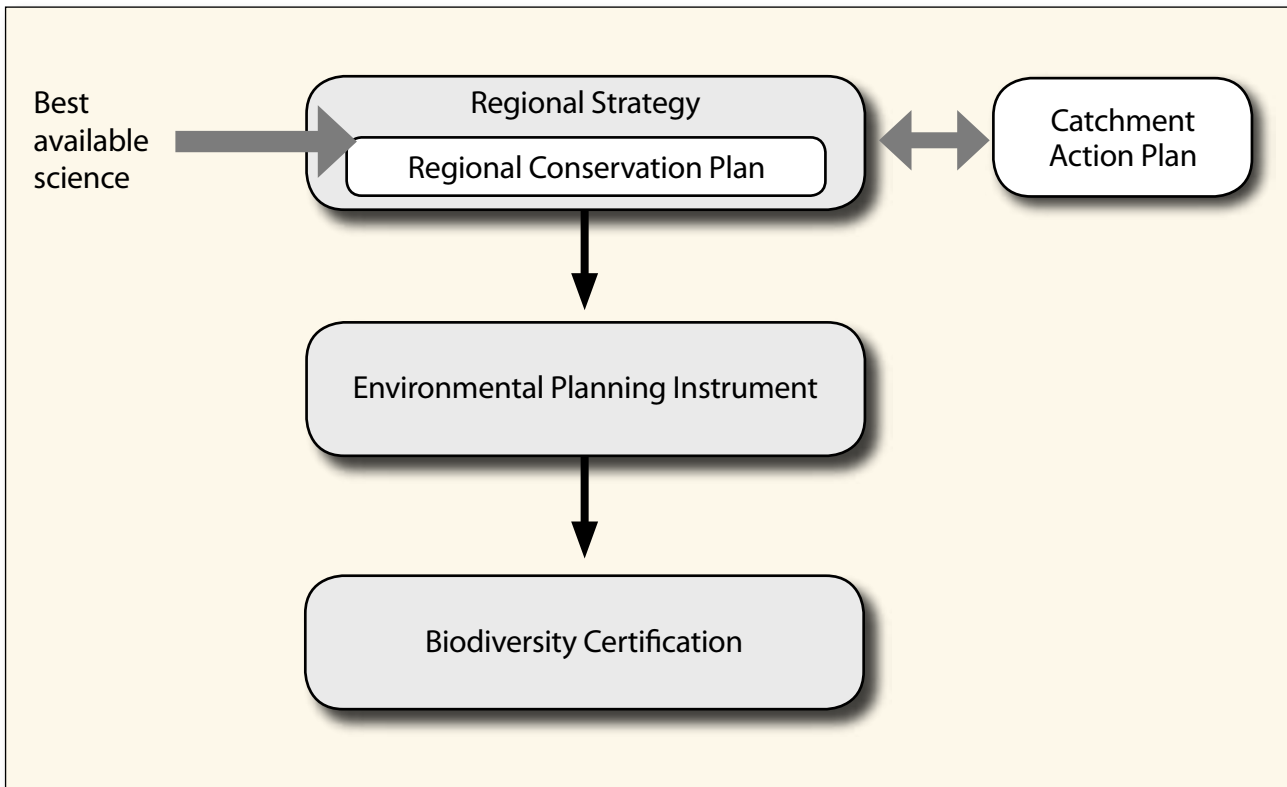 Best
available
science
Regional Strategy
Regional Conservation Plan
Catchment
Action Plan
Environmental Planning Instrument
Biodiversity Certification